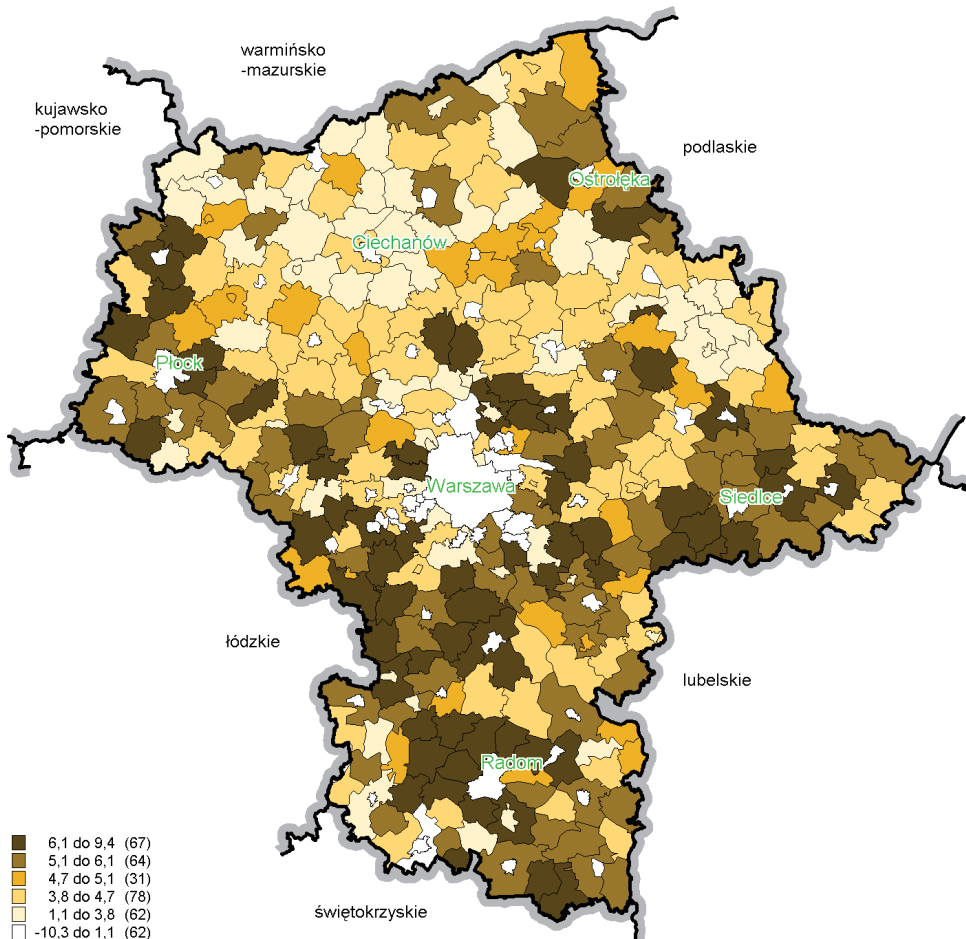 warmińsko
-mazurskie
kujawsko
-pomorskie
podlaskie
Ostrołęka
Ciechanów
Płock
Warszawa
Siedlce
łódzkie
lubelskie
Radom
świętokrzyskie
6,1 do 9,4 (67)
5,1 do 6,1 (64)
4,7 do 5,1 (31)
3,8 do 4,7 (78)
1,1 do 3,8 (62)
-10,3 do 1,1 (62)